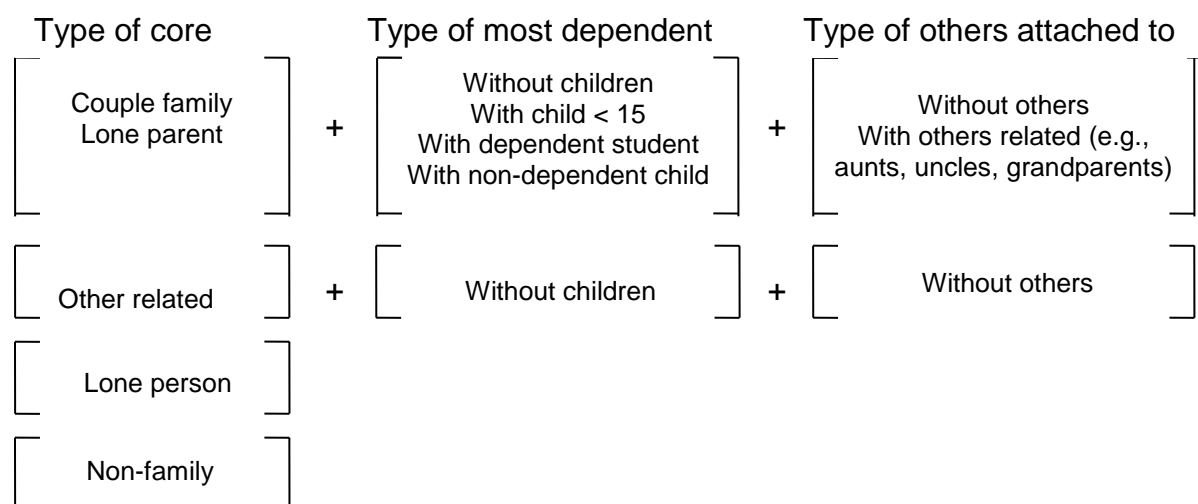 Type of core
Type of most dependent
Type of others attached to
Couple family
Lone parent
+
Without children
With child < 15
With dependent student
With non-dependent child
+
Without others
With others related (e.g.,
aunts, uncles, grandparents)
Other related
+
Without children
+
Without others
Lone person
Non-family